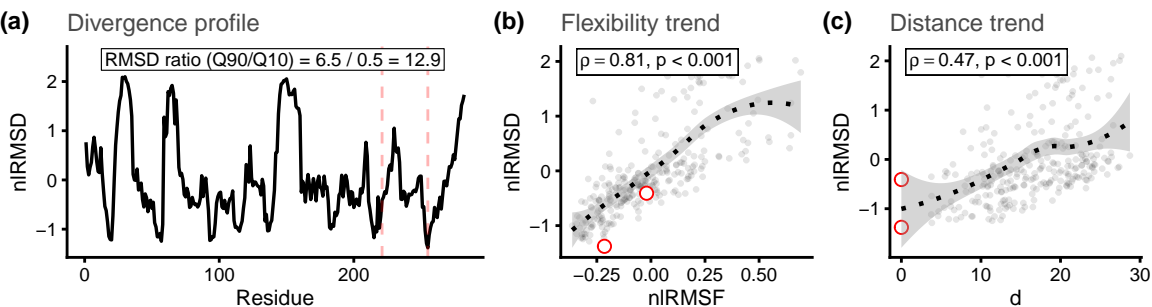 (a) Divergence profile
RMSD ratio (Q90/Q10) = 6.5 / 0.5 = 12.9
nlRMSD
2
1
0
−1
0
100
200
Residue
(b) Flexibility trend
ρ = 0.81, p < 0.001
nlRMSD
2
1
0
−1
−0.25
0.00
0.25
0.50
nlRMSF
(c) Distance trend
ρ = 0.47, p < 0.001
nlRMSD
2
1
0
−1
0
10
20
30
d